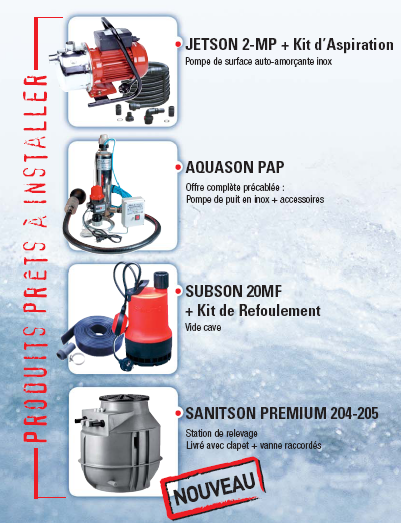 PRODUITS PRÊTS À INSTALLER
JETSON 2-MP + Kit d'Aspiration
Pompe de surface auto-amorçante inox
AQUASON PAP
Offre complète précablée :
Pompe de puit en inox + accessoires
SUBSON 20MF
+ Kit de Refoulement
Vide cave
SANITSON PREMIUM 204-205
Station de relevage
Livré avec clapet + vanne raccordés
NOUVEAU